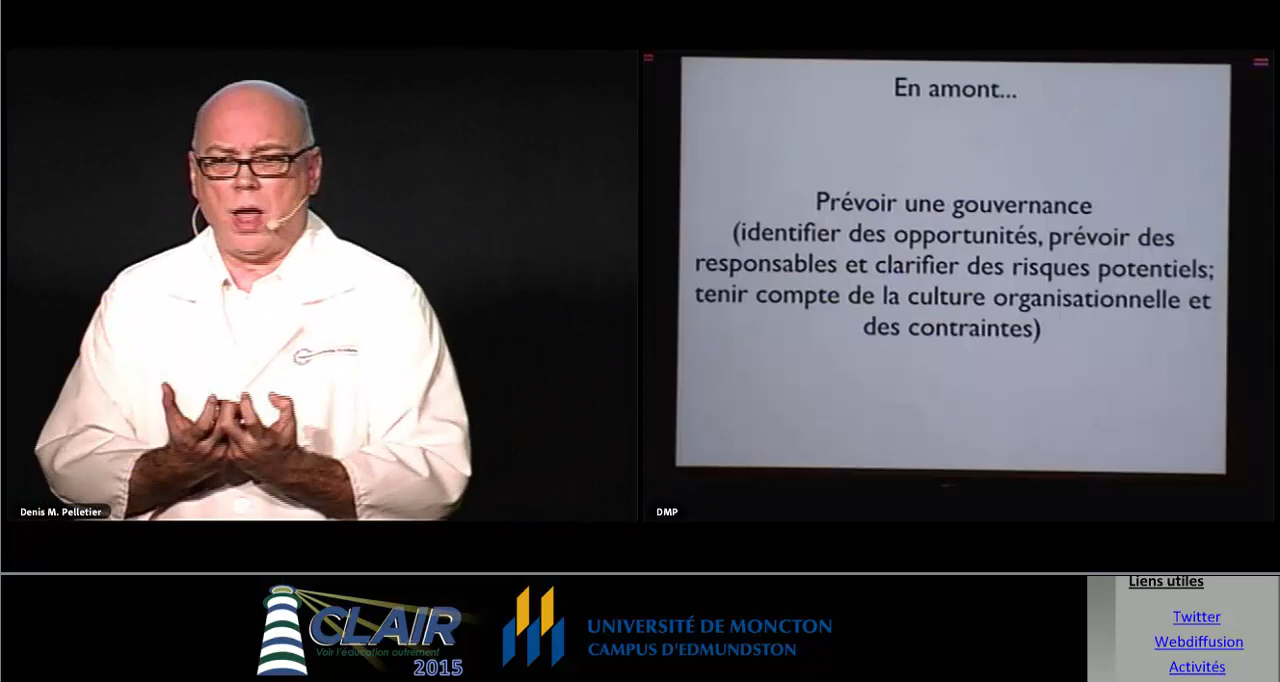 En amont...
Prévoir une gouvernance
(identifier des opportunités, prévoir des
responsables et clarifier des risques potentiels;
tenir compte de la culture organisationnelle et
des contraintes)
Denis M. Pelletier
DMP
CLAIR
Voir l'éducation autrement
2015
UNIVERSITÉ DE MONCTON
CAMPUS D'EDMUNDSTON
Liens utiles
Twitter
Webdiffusion
Activités